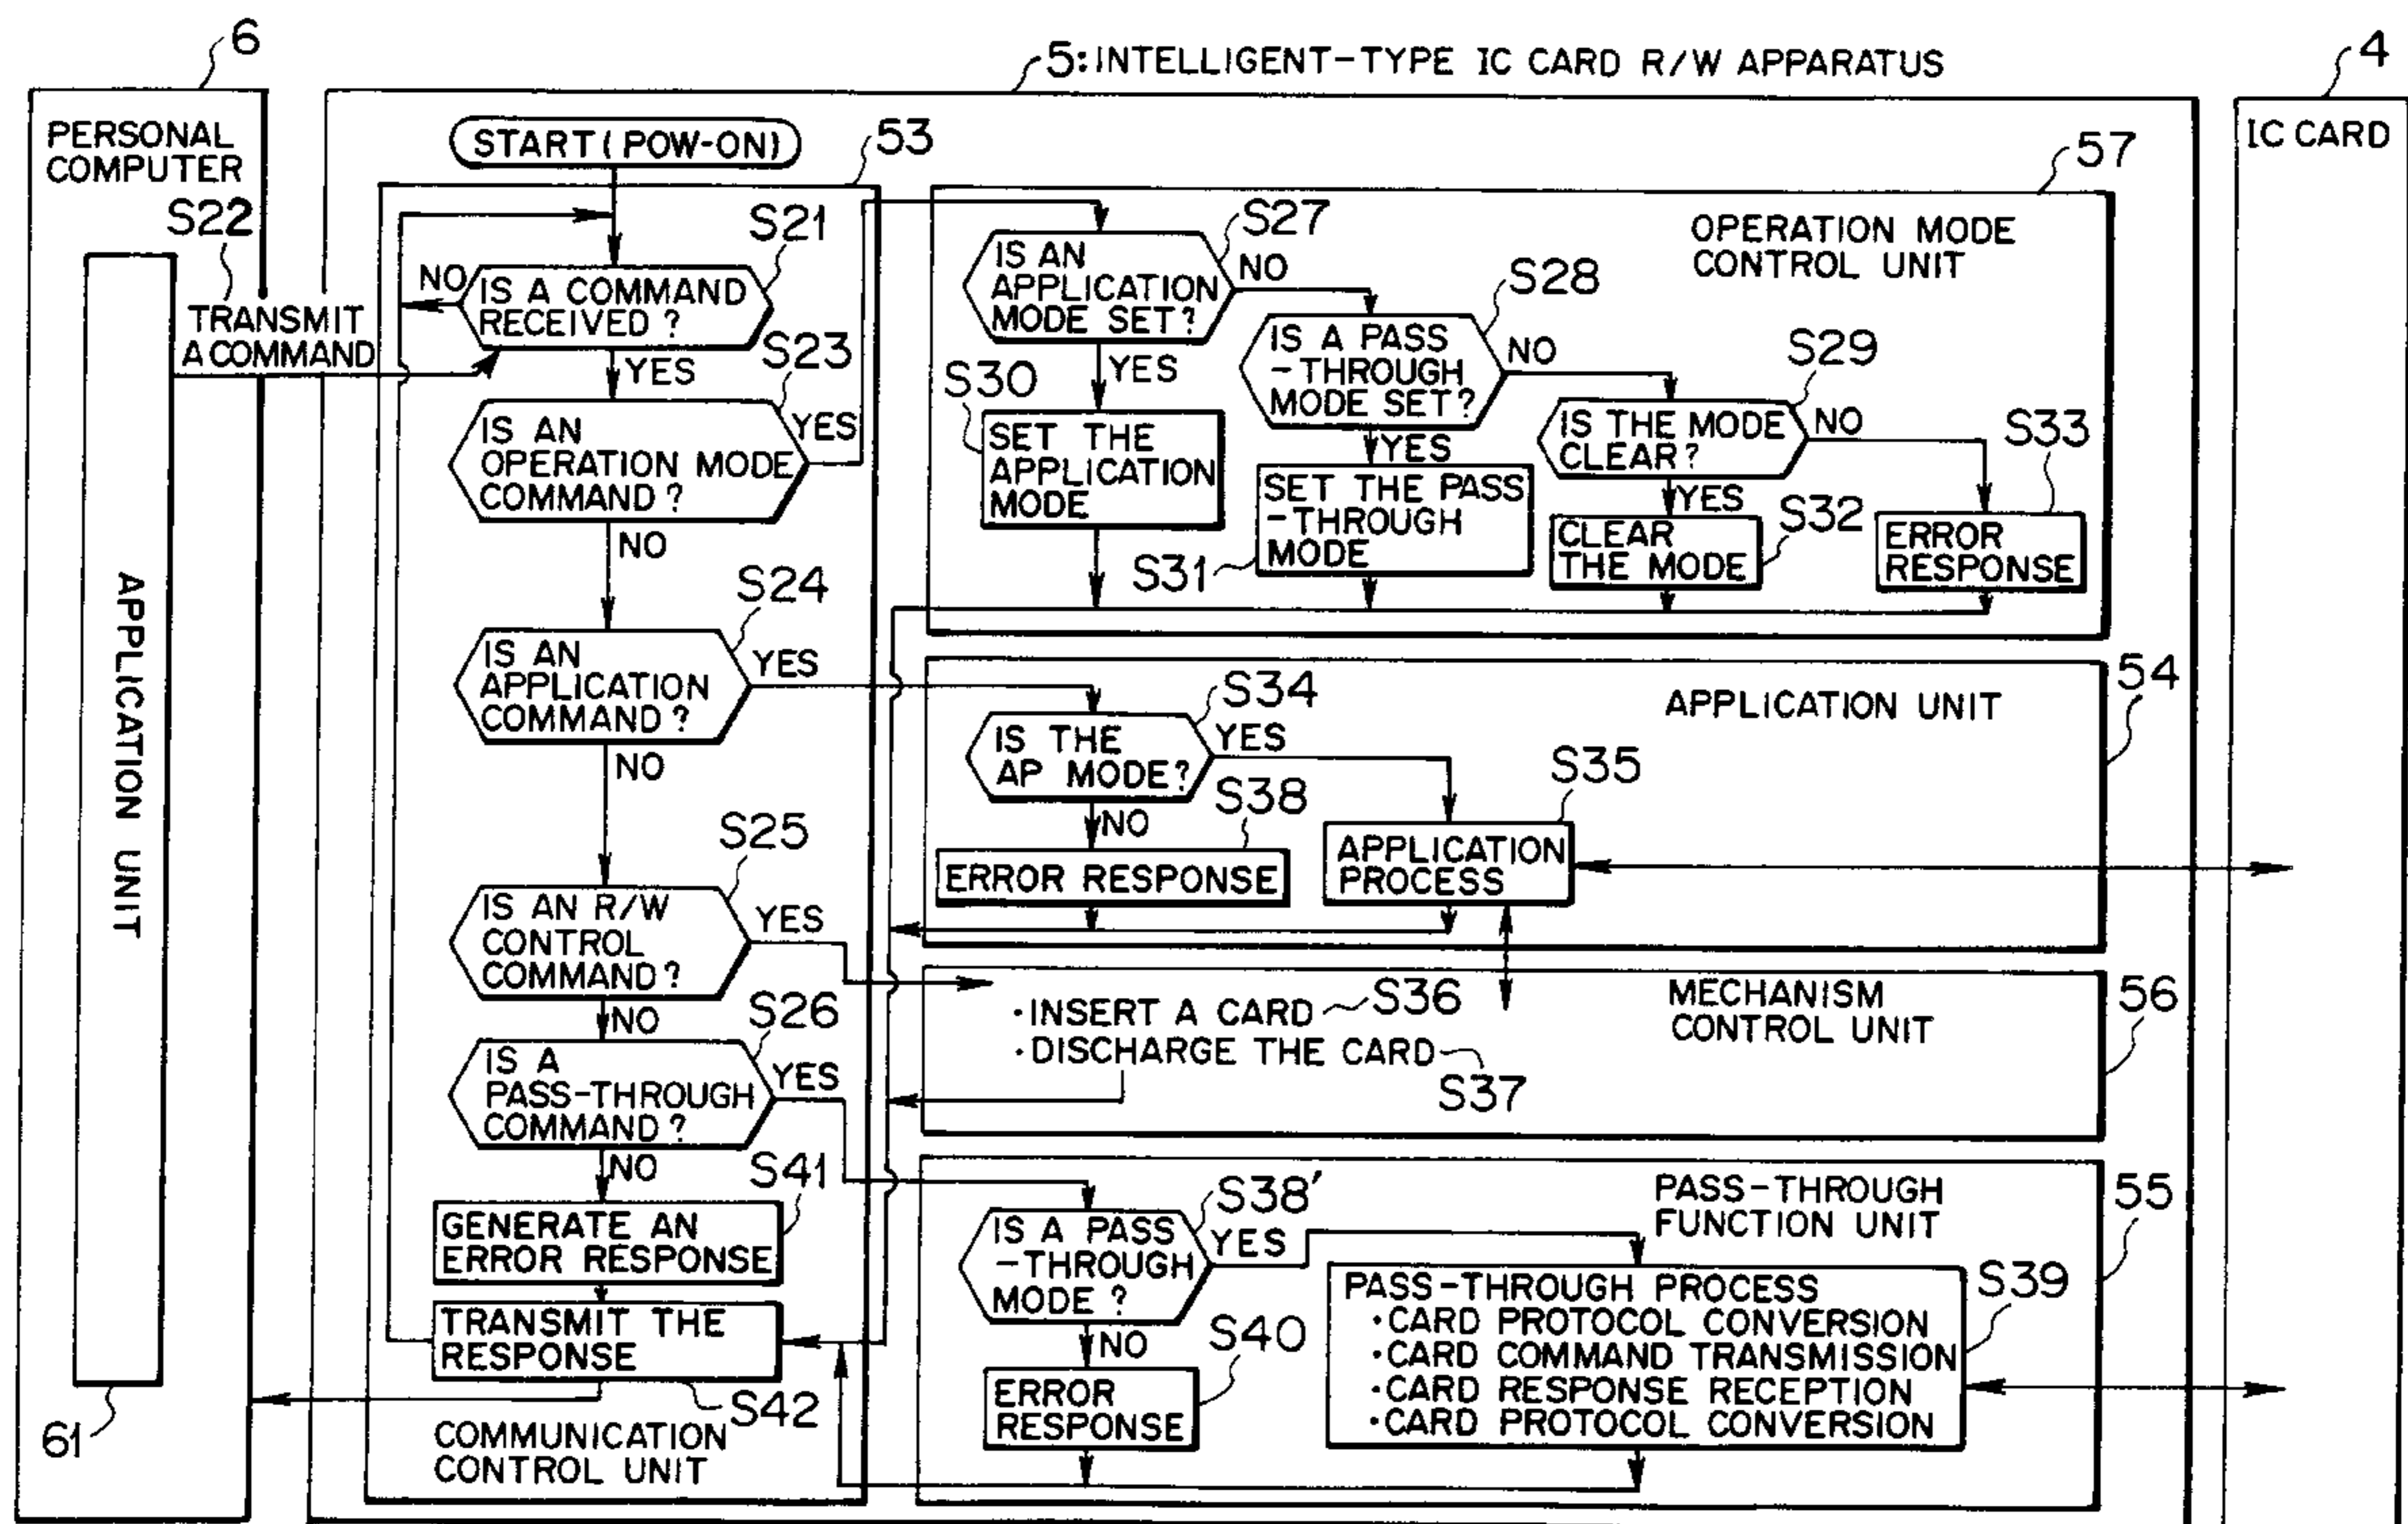 6
5:INTELLIGENT-TYPE IC CARD R/W APPARATUS
4
PERSONAL
COMPUTER
S22
APPLICATION UNIT
TRANSMIT
A COMMAND
61
START (POW-ON)
53
S21
NO
IS A COMMAND
RECEIVED?
YES
S23
IS AN
OPERATION MODE
COMMAND?
YES
NO
S24
IS AN
APPLICATION
COMMAND?
YES
NO
S25
IS AN R/W
CONTROL
COMMAND?
YES
NO
S26
IS A
PASS-THROUGH
COMMAND?
YES
NO
S41
GENERATE AN
ERROR RESPONSE
TRANSMIT THE
RESPONSE
S42
COMMUNICATION
CONTROL UNIT
57
OPERATION MODE
CONTROL UNIT
S27
IS AN
APPLICATION
MODE SET?
NO
YES
S28
IS A PASS
-THROUGH
MODE SET?
NO
YES
S29
IS THE MODE
CLEAR?
NO
YES
S30
SET THE
APPLICATION
MODE
S31
SET THE PASS
-THROUGH
MODE
S32
CLEAR
THE MODE
S33
ERROR
RESPONSE
54
APPLICATION UNIT
S34
IS THE
AP MODE?
YES
NO
S38
ERROR RESPONSE
S35
APPLICATION
PROCESS
56
MECHANISM
CONTROL UNIT
·INSERT A CARD S36
·DISCHARGE THE CARD
S37
55
PASS-THROUGH
FUNCTION UNIT
S38'
IS A PASS
-THROUGH
MODE?
YES
NO
S40
ERROR
RESPONSE
S39
PASS-THROUGH PROCESS
·CARD PROTOCOL CONVERSION
·CARD COMMAND TRANSMISSION
·CARD RESPONSE RECEPTION
·CARD PROTOCOL CONVERSION
IC CARD